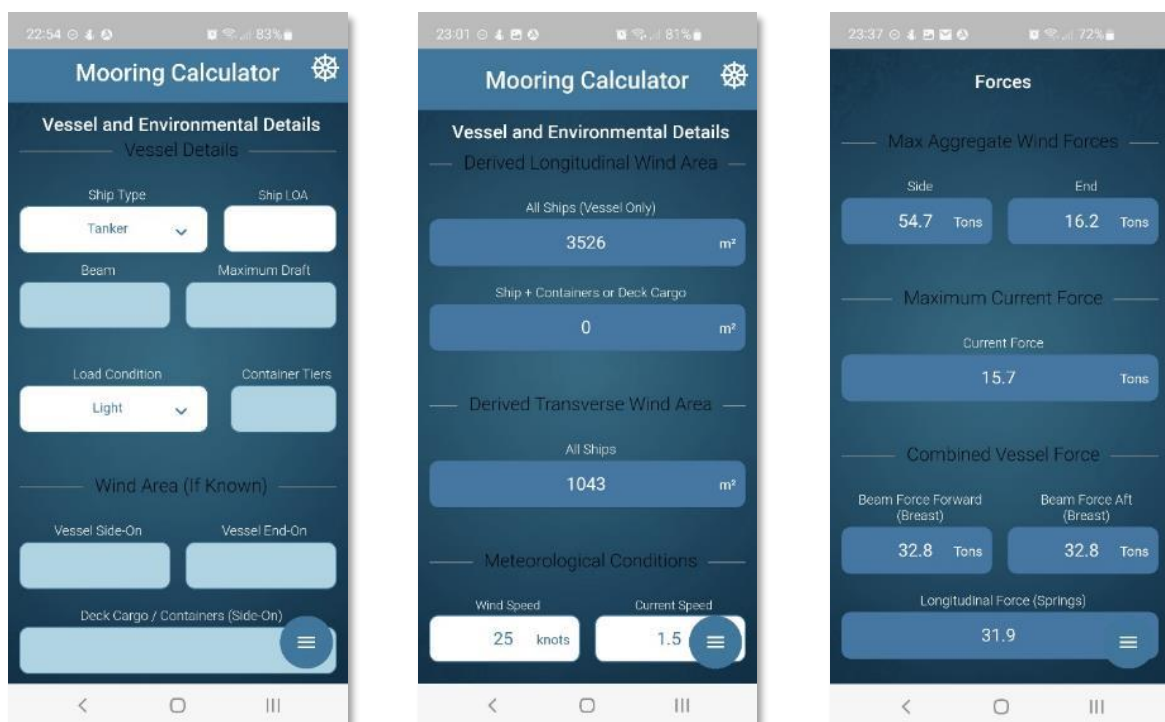 22:54
83%
Mooring Calculator
Vessel and Environmental Details
Vessel Details
Ship Type
Ship LOA
Tanker
Beam
Maximum Draft
Load Condition
Container Tiers
Light
Wind Area (If Known)
Vessel Side-On
Vessel End-On
Deck Cargo / Containers (Side-On)
23:01
81%
Mooring Calculator
Vessel and Environmental Details
Derived Longitudinal Wind Area
All Ships (Vessel Only)
3526 m²
Ship + Containers or Deck Cargo
0 m²
Derived Transverse Wind Area
All Ships
1043 m²
Meteorological Conditions
Wind Speed
Current Speed
25 knots
1.5
23:37
72%
Forces
Max Aggregate Wind Forces
Side
End
54.7 Tons
16.2 Tons
Maximum Current Force
Current Force
15.7 Tons
Combined Vessel Force
Beam Force Forward
(Breast)
Beam Force Aft
(Breast)
32.8 Tons
32.8 Tons
Longitudinal Force (Springs)
31.9